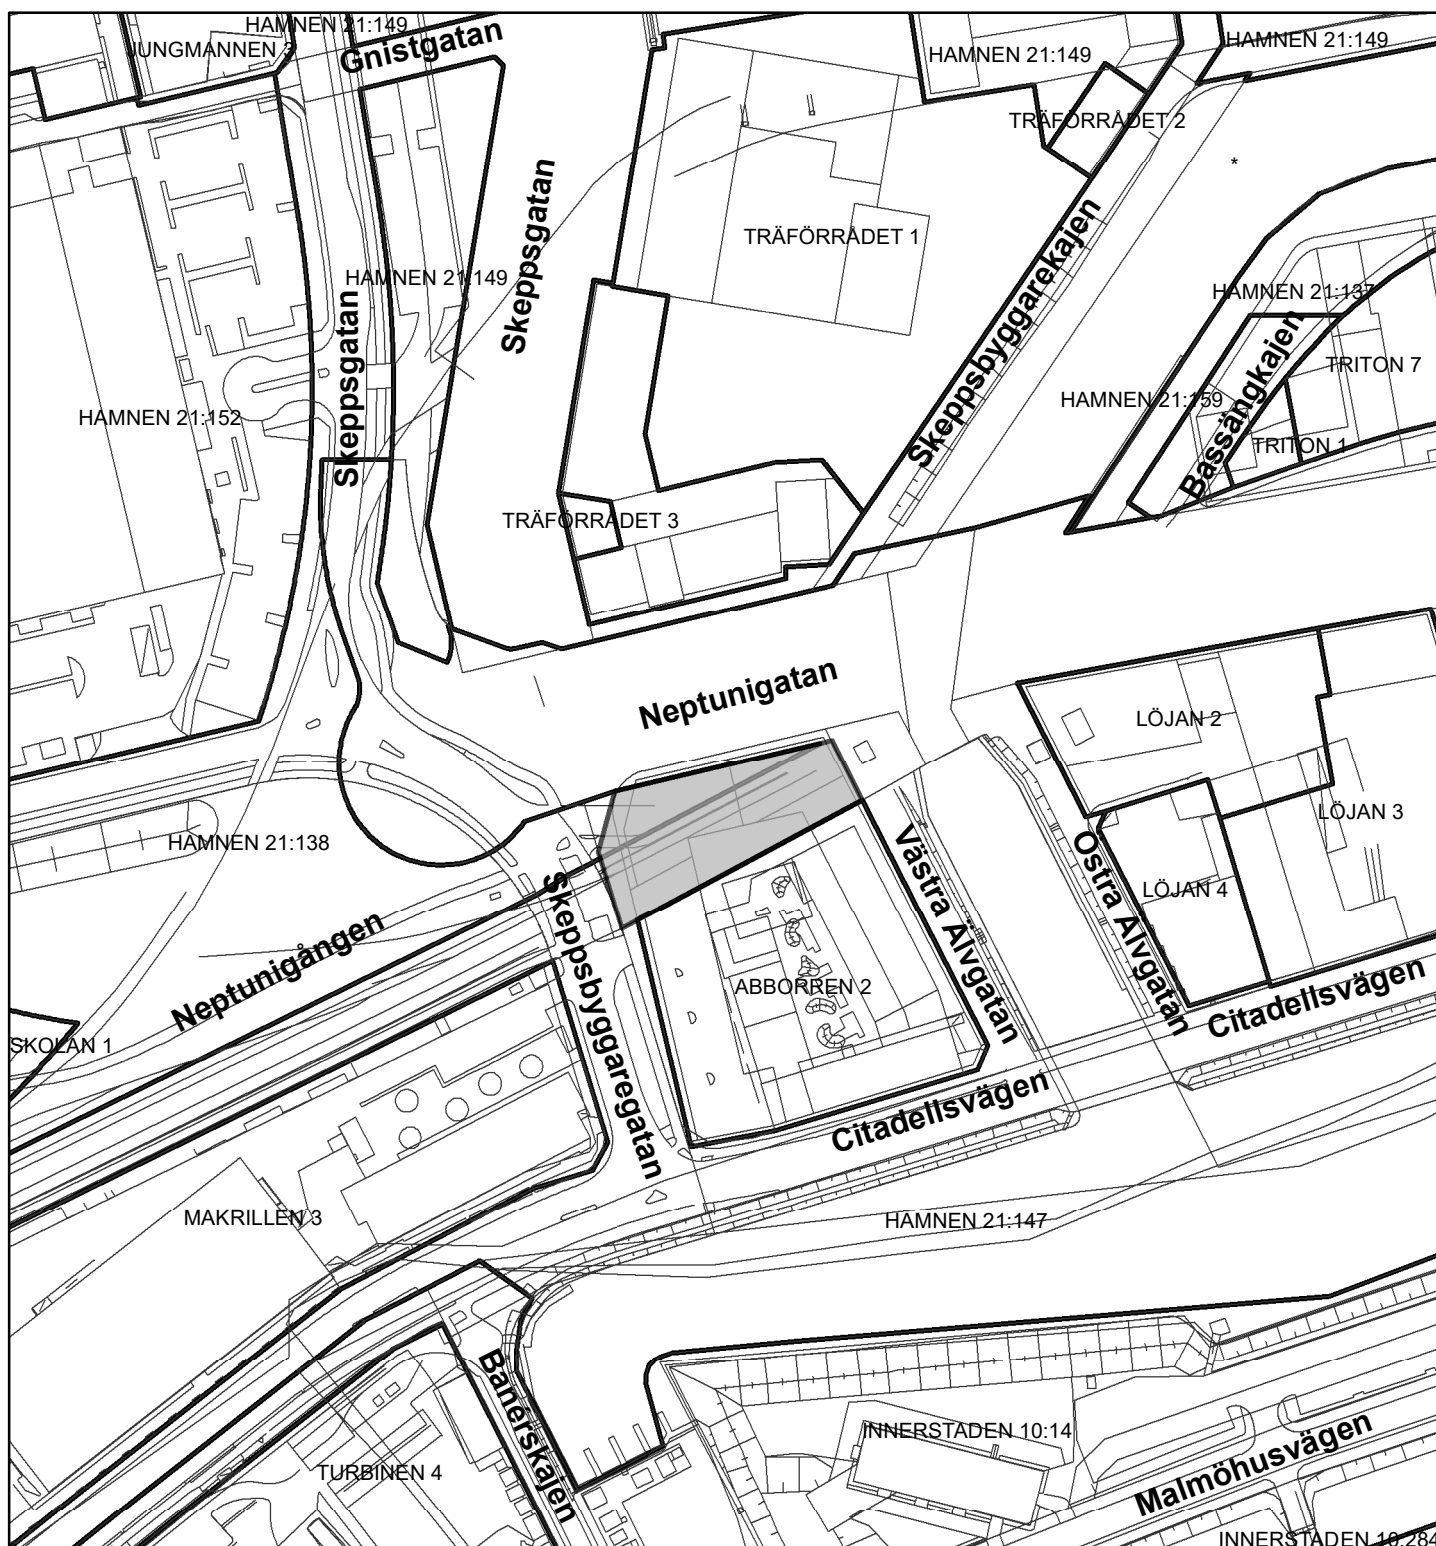 HAMNEN 21:149
JUNGMANNEN 3
Gnistgatan
HAMNEN 21:149
HAMNEN 21:149
TRÄFÖRRÅDET 2
*
Skeppsgatan
TRÄFÖRRÅDET 1
Skeppsbyggarekajen
HAMNEN 21:149
Skeppsgatan
HAMNEN 21:137
Bassängkajen
TRITON 7
HAMNEN 21:159
HAMNEN 21:152
TRITON 1
TRÄFÖRRÅDET 3
Neptunigatan
LÖJAN 2
LÖJAN 3
HAMNEN 21:138
Västra Älvgatan
Östra Älvgatan
LÖJAN 4
Skeppsbyggaregatan
Neptunigången
ABBORREN 2
Citadellsvägen
SKOLAN 1
Citadellsvägen
MAKRILLEN 3
HAMNEN 21:147
Banérskajen
INNERSTADEN 10:14
TURBINEN 4
Malmöhusvägen
INNERSTADEN 10:284